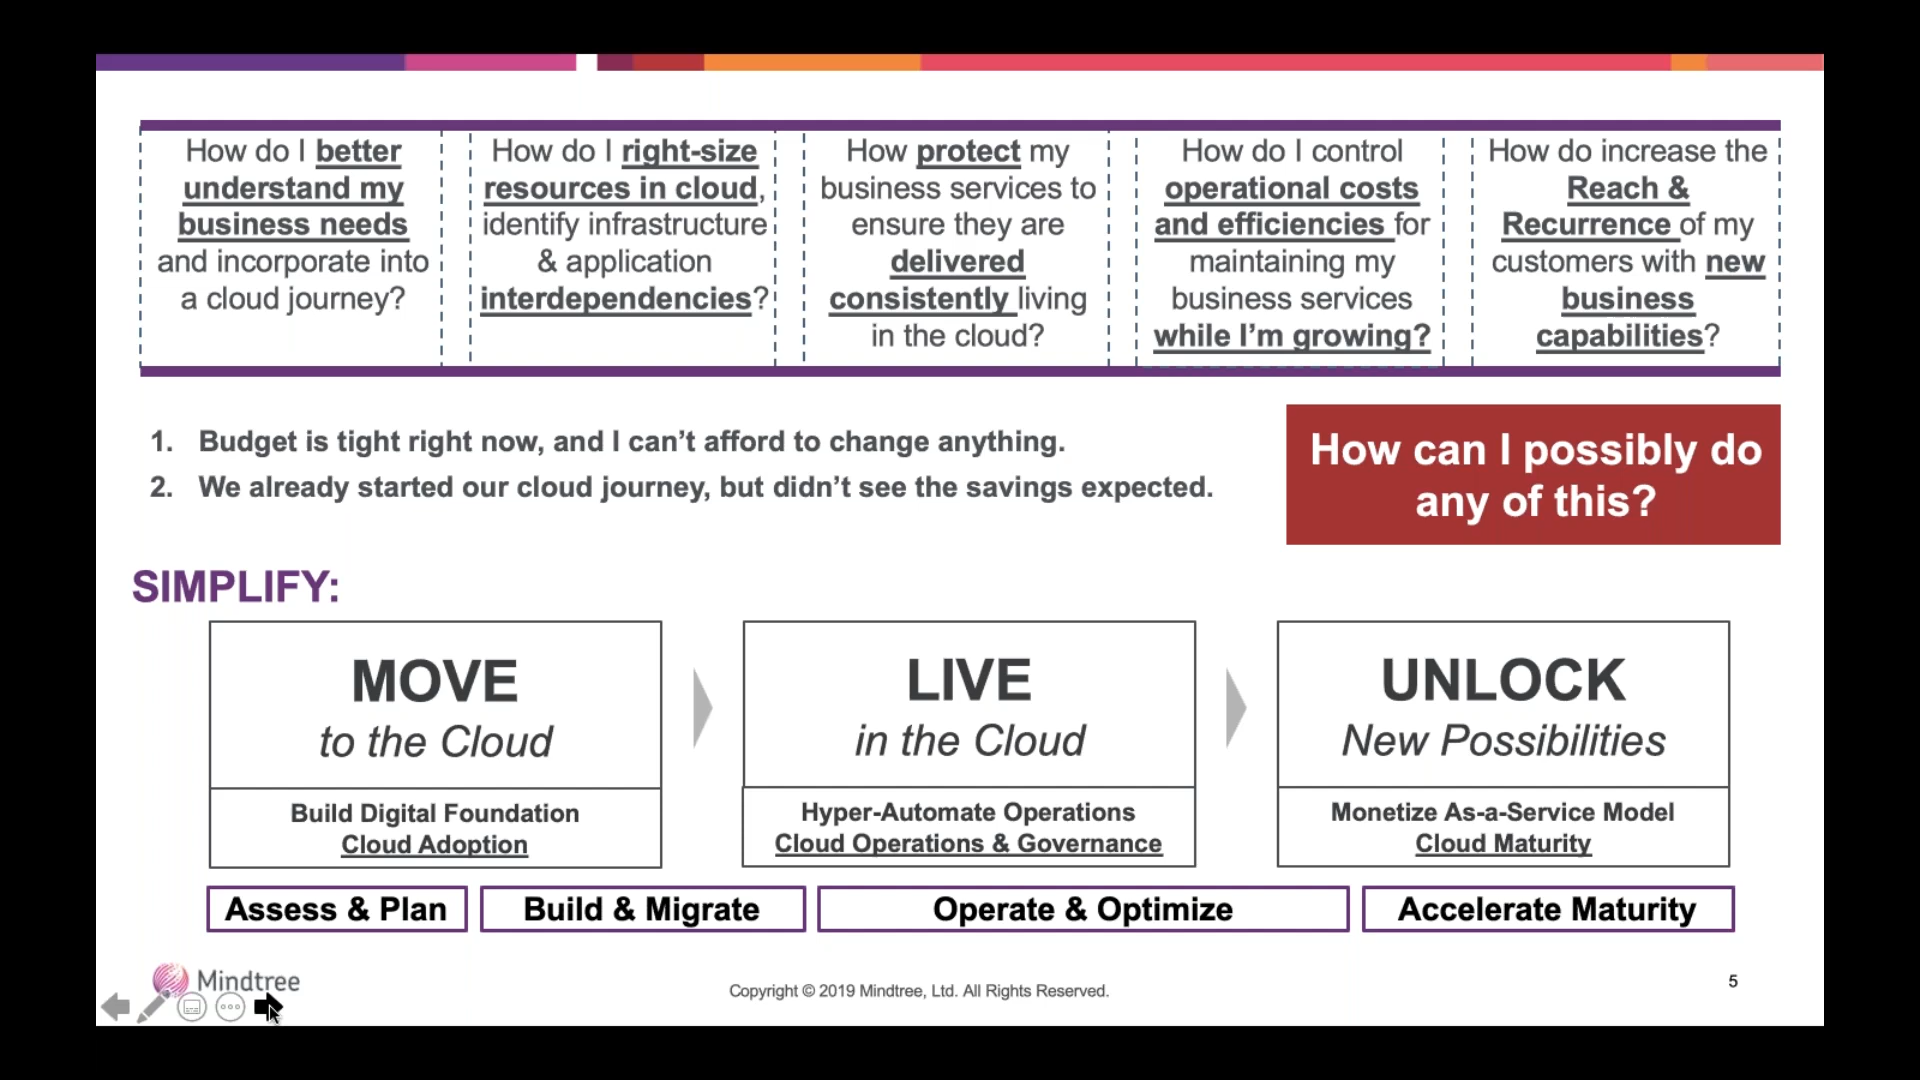 How do I better
understand my
business needs
and incorporate into
a cloud journey?
How do I right-size
resources in cloud,
identify infrastructure
& application
interdependencies?
How protect my
business services to
ensure they are
delivered
consistently living
in the cloud?
How do I control
operational costs
and efficiencies for
maintaining my
business services
while I’m growing?
How do increase the
Reach &
Recurrence of my
customers with new
business
capabilities?
1. Budget is tight right now, and I can’t afford to change anything.
2. We already started our cloud journey, but didn’t see the savings expected.
How can I possibly do
any of this?
SIMPLIFY:
MOVE
to the Cloud
Build Digital Foundation
Cloud Adoption
LIVE
in the Cloud
Hyper-Automate Operations
Cloud Operations & Governance
UNLOCK
New Possibilities
Monetize As-a-Service Model
Cloud Maturity
Assess & Plan
Build & Migrate
Operate & Optimize
Accelerate Maturity
Mindtree
Copyright © 2019 Mindtree, Ltd. All Rights Reserved.
5